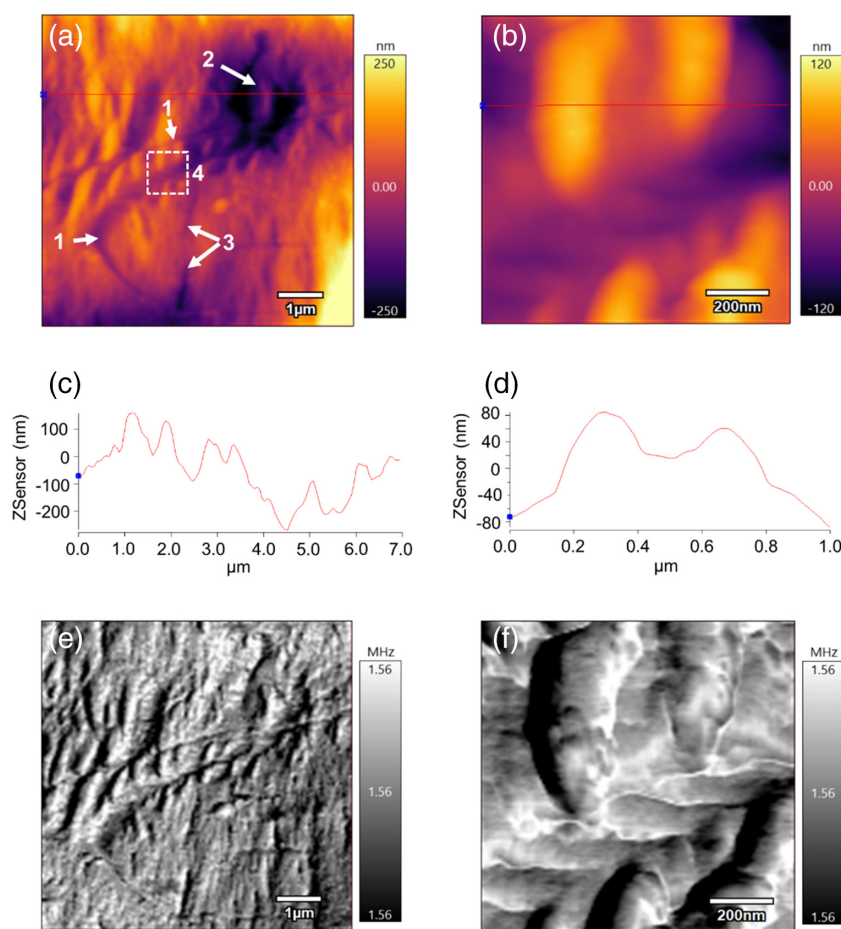 (a)
2
1
4
1
3
1µm
nm
250
0.00
-250
(b)
200nm
nm
120
0.00
-120
(c)
ZSensor (nm)
100
0
-100
-200
0.0 1.0 2.0 3.0 4.0 5.0 6.0 7.0
µm
(d)
ZSensor (nm)
80
40
0
-40
-80
0.0 0.2 0.4 0.6 0.8 1.0
µm
(e)
1µm
MHz
1.56
1.56
1.56
(f)
200nm
MHz
1.56
1.56
1.56